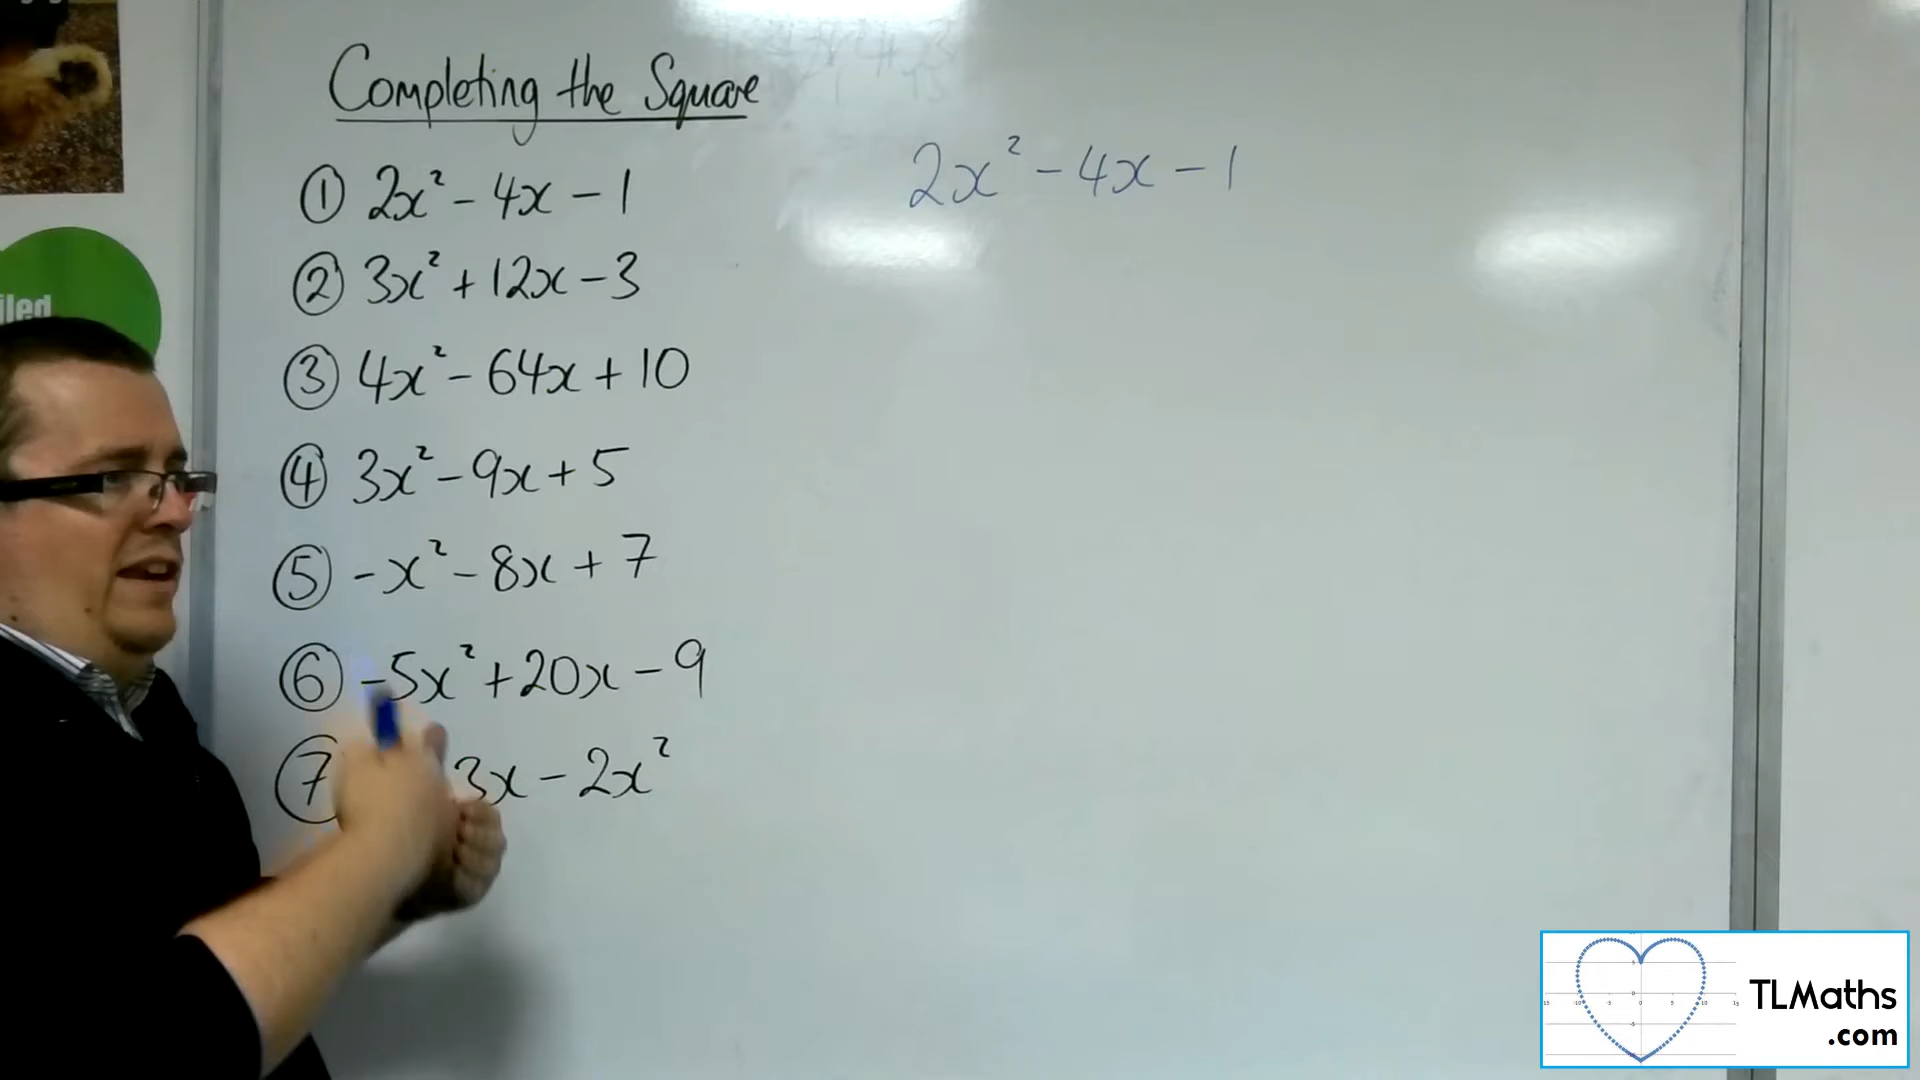 Completing the Square
① 2x² - 4x - 1
② 3x² + 12x - 3
③ 4x² - 64x + 10
④ 3x² - 9x + 5
⑤ -x² - 8x + 7
⑥ -5x² + 20x - 9
⑦ 3x - 2x²
2x² - 4x - 1
iled
TLMaths
.com